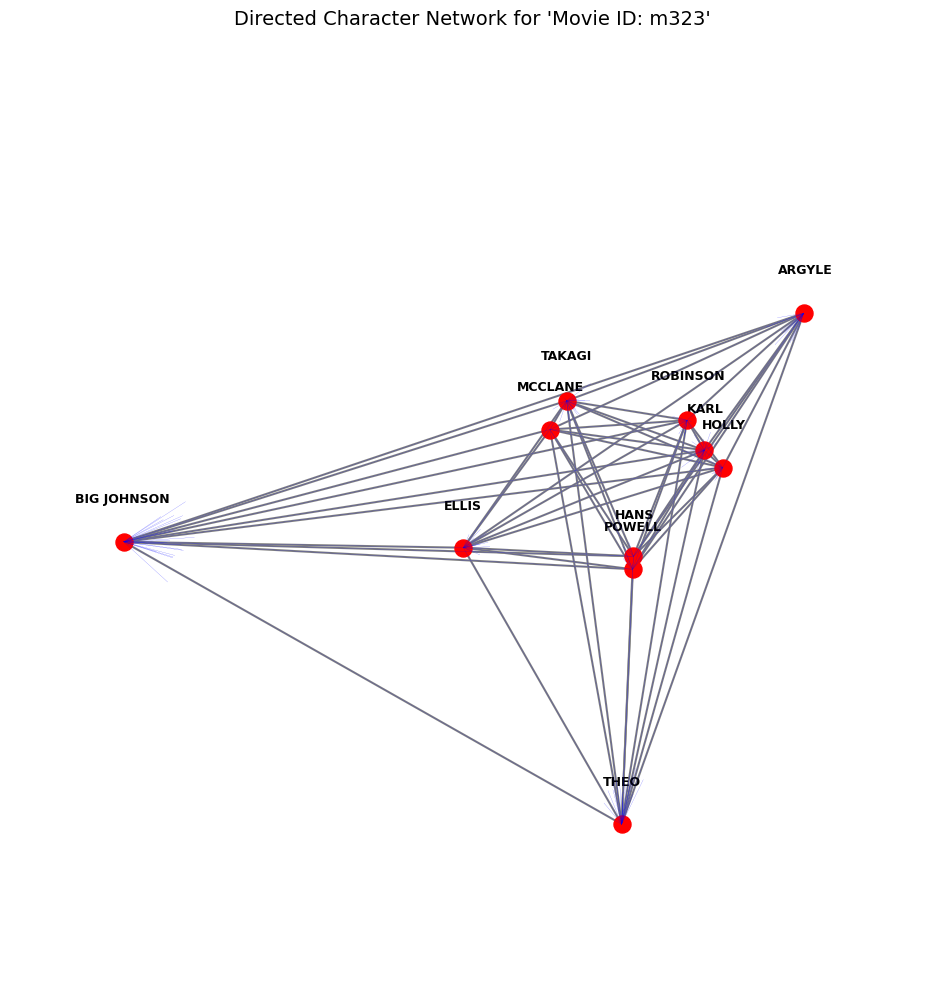 Directed Character Network for 'Movie ID: m323'
ARGYLE
TAKAGI
ROBINSON
MCCLANE
KARL
HOLLY
BIG JOHNSON
ELLIS
HANS
POWELL
THEO